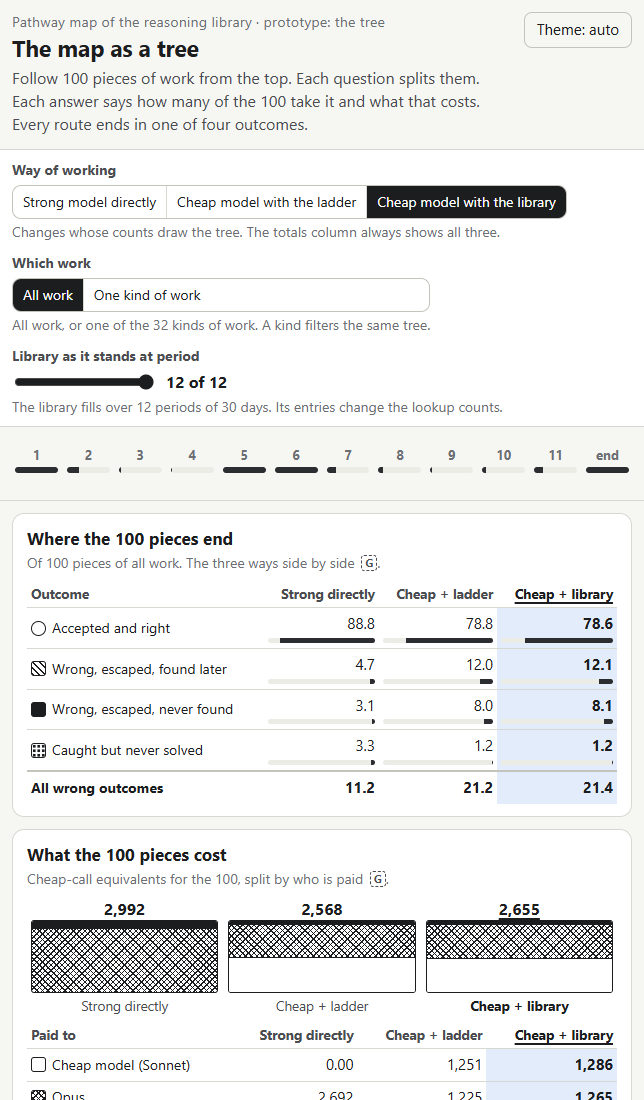 Pathway map of the reasoning library · prototype: the tree
Theme: auto
The map as a tree
Follow 100 pieces of work from the top. Each question splits them.
Each answer says how many of the 100 take it and what that costs.
Every route ends in one of four outcomes.
Way of working
Strong model directly Cheap model with the ladder Cheap model with the library
Changes whose counts draw the tree. The totals column always shows all three.
Which work
All work One kind of work
All work, or one of the 32 kinds of work. A kind filters the same tree.
Library as it stands at period
12 of 12
The library fills over 12 periods of 30 days. Its entries change the lookup counts.
1 2 3 4 5 6 7 8 9 10 11 end
Where the 100 pieces end
Of 100 pieces of all work. The three ways side by side G.
Outcome Strong directly Cheap + ladder Cheap + library
Accepted and right 88.8 78.8 78.6
Wrong, escaped, found later 4.7 12.0 12.1
Wrong, escaped, never found 3.1 8.0 8.1
Caught but never solved 3.3 1.2 1.2
All wrong outcomes 11.2 21.2 21.4
What the 100 pieces cost
Cheap-call equivalents for the 100, split by who is paid G.
2,992 2,568 2,655
Strong directly Cheap + ladder Cheap + library
Paid to Strong directly Cheap + ladder Cheap + library
Cheap model (Sonnet) 0.00 1,251 1,286
Opus 2,692 1,225 1,265